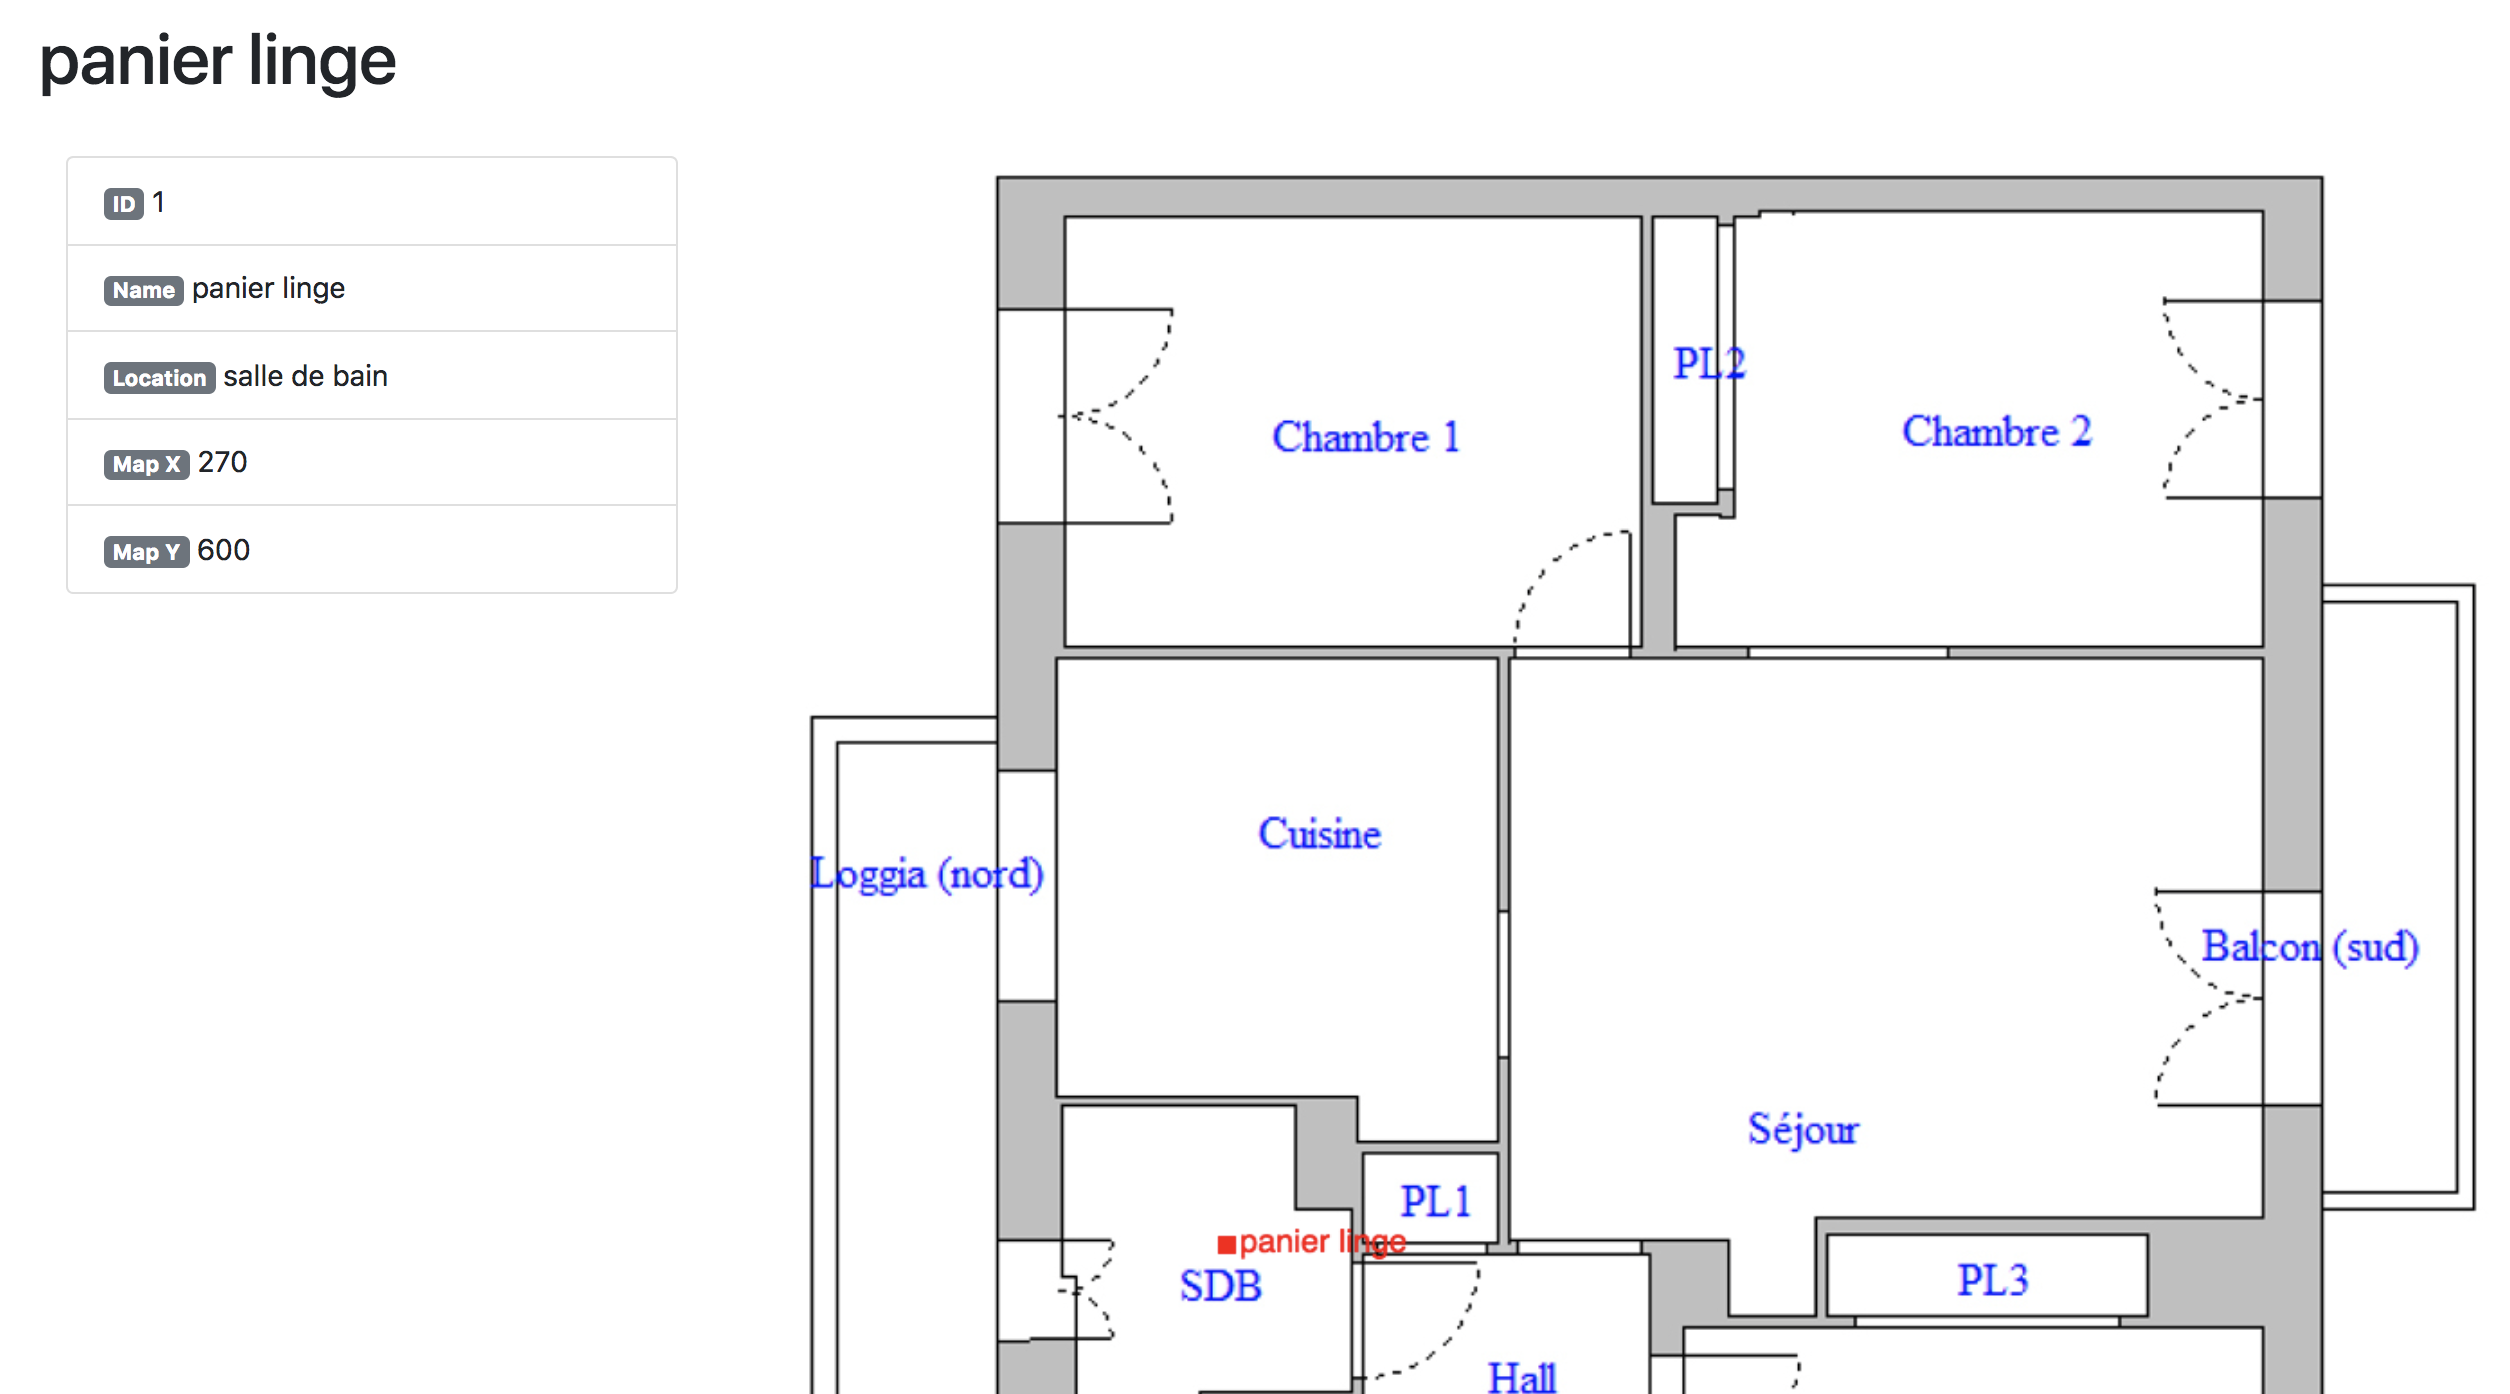 panier linge
ID 1
Name panier linge
Location salle de bain
Map X 270
Map Y 600
PL2
Chambre 1
Chambre 2
Cuisine
Loggia (nord)
Balcon (sud)
Séjour
PL1
panier linge
SDB
PL3
Hall